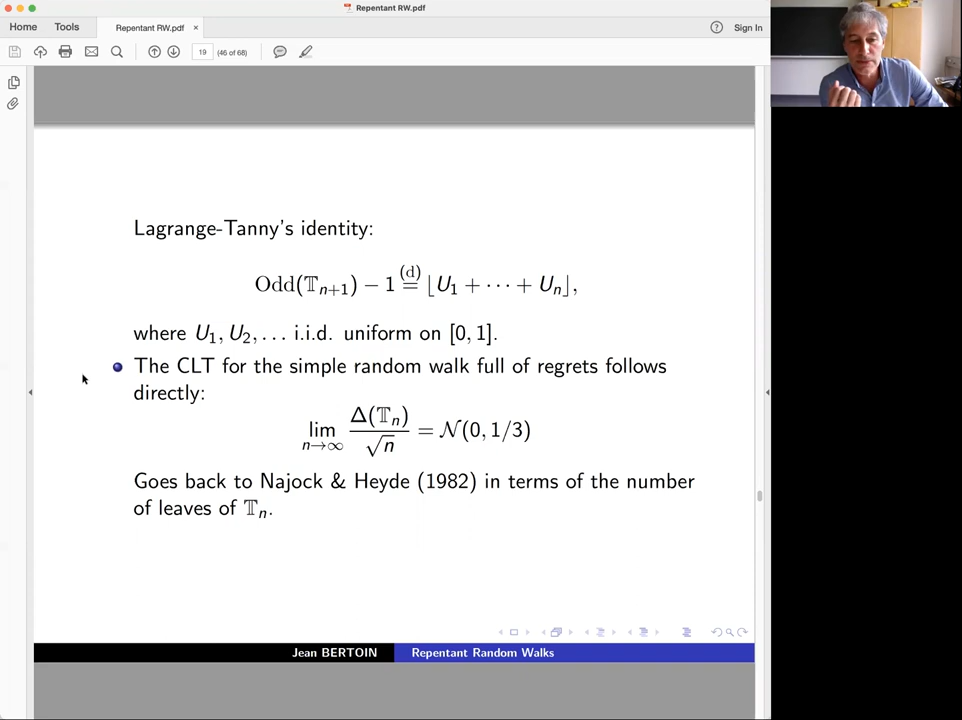 Repentant RW.pdf
Home Tools Repentant RW.pdf × ? Sign In
19 (46 of 68)
Lagrange-Tanny's identity:
Odd(𝕋ₙ₊₁) − 1 (d)= ⌊U₁ + ··· + Uₙ⌋,
where U₁, U₂, ... i.i.d. uniform on [0, 1].
The CLT for the simple random walk full of regrets follows
directly:
lim n→∞ Δ(𝕋ₙ)/√n = 𝒩(0, 1/3)
Goes back to Najock & Heyde (1982) in terms of the number
of leaves of 𝕋ₙ.
Jean BERTOIN Repentant Random Walks